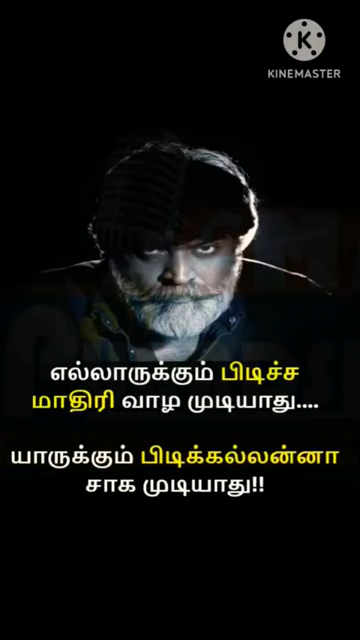 KINEMASTER
எல்லாருக்கும் பிடிச்ச
மாதிரி வாழ முடியாது....
யாருக்கும் பிடிக்கல்லன்னா
சாக முடியாது!!